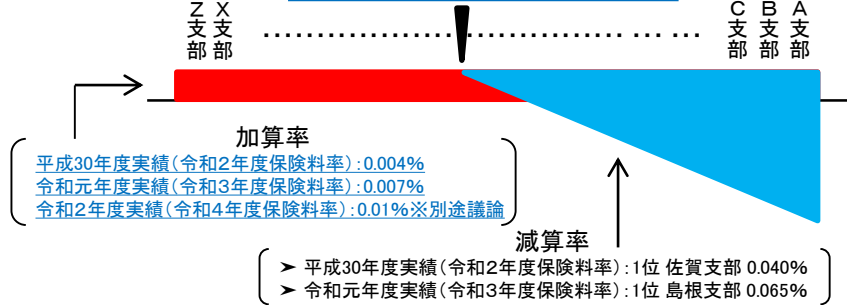 Z支部
X支部
C支部
B支部
A支部
加算率
平成30年度実績(令和2年度保険料率):0.004%
令和元年度実績(令和3年度保険料率):0.007%
令和2年度実績(令和4年度保険料率):0.01%※別途議論
減算率
➤ 平成30年度実績(令和2年度保険料率):1位 佐賀支部 0.040%
➤ 令和元年度実績(令和3年度保険料率):1位 島根支部 0.065%